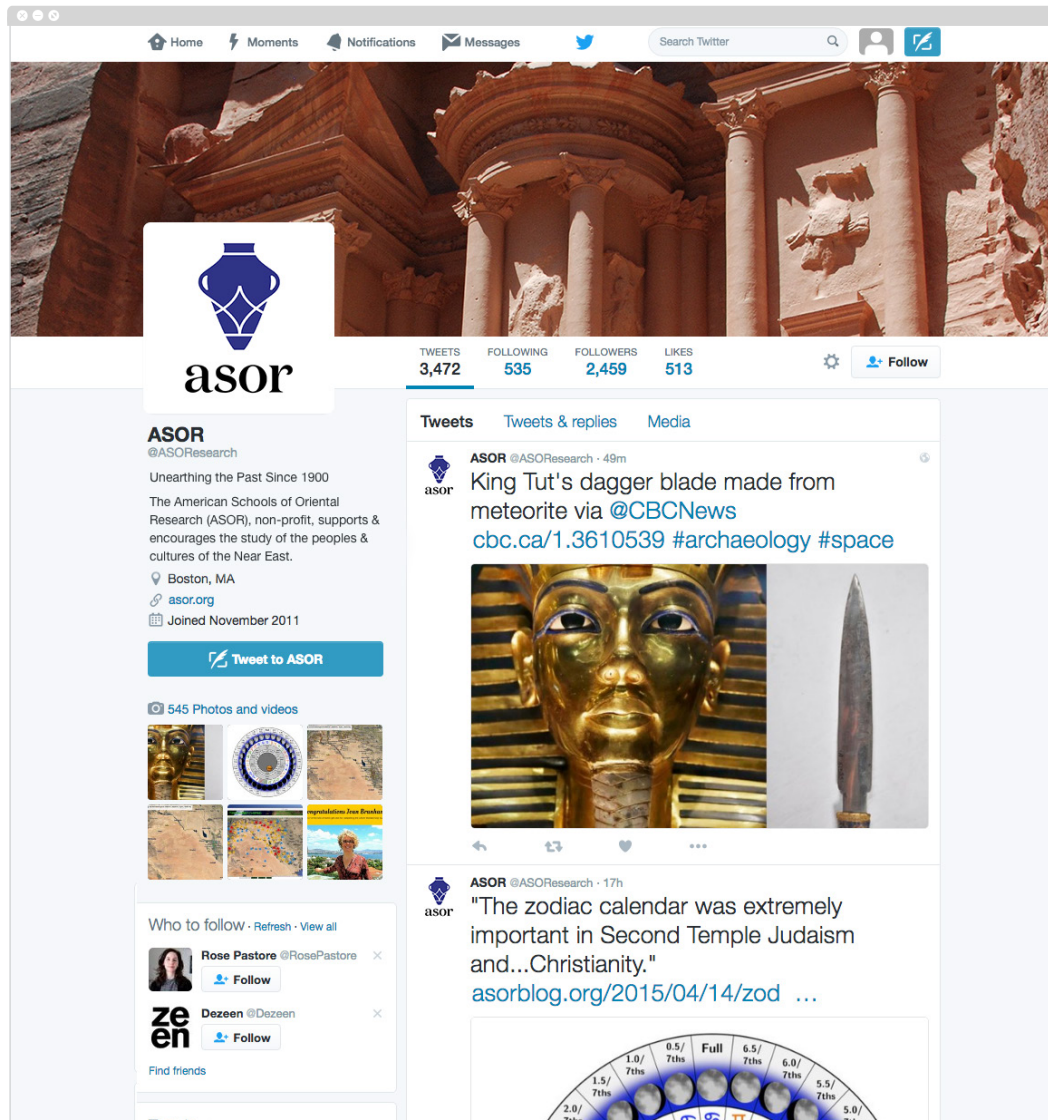 Home
Moments
Notifications
Messages
Search Twitter
asor
TWEETS
3,472
FOLLOWING
535
FOLLOWERS
2,459
LIKES
513
Follow
ASOR
@ASOResearch
Unearthing the Past Since 1900
The American Schools of Oriental
Research (ASOR), non-profit, supports &
encourages the study of the peoples &
cultures of the Near East.
Boston, MA
asor.org
Joined November 2011
Tweet to ASOR
545 Photos and videos
Who to follow · Refresh · View all
Rose Pastore @RosePastore
Follow
ze
en
Dezeen @Dezeen
Follow
Find friends
Tweets Tweets & replies Media
asor
ASOR @ASOResearch · 49m
King Tut's dagger blade made from
meteorite via @CBCNews
cbc.ca/1.3610539 #archaeology #space
asor
ASOR @ASOResearch · 17h
"The zodiac calendar was extremely
important in Second Temple Judaism
and...Christianity."
asorblog.org/2015/04/14/zod …
2.0/
1.5/
7ths
1.0/
7ths
0.5/
7ths
Full
6.5/
7ths
6.0/
7ths
5.5/
7ths
5.0/